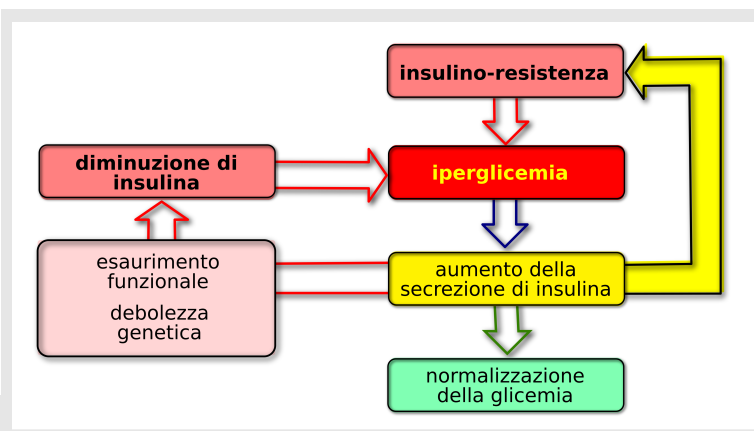 insulino-resistenza
diminuzione di
insulina
iperglicemia
esaurimento
funzionale
debolezza
genetica
aumento della
secrezione di insulina
normalizzazione
della glicemia